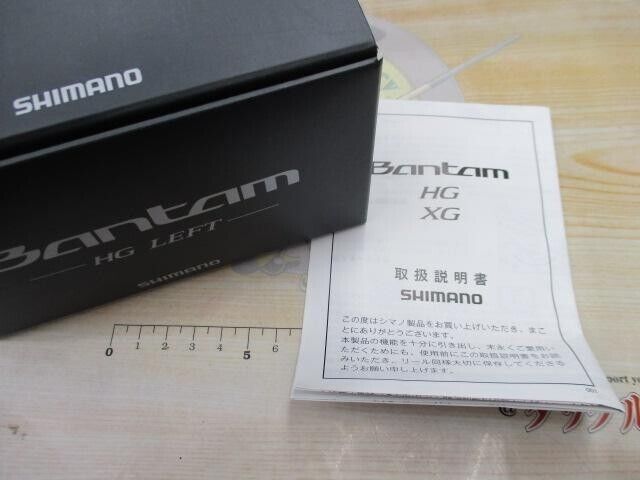 SHIMANO
Bantam
HG LEFT
SHIMANO
Bantam
HG
XG
取扱説明書
SHIMANO
この度はシマノ製品をお買い上げいただき、まこ
とにありがとうございます。
本製品の機能を十分に引き出し、末永くご愛用い
ただくためにも、使用前にこの取扱説明書をお読
みいただき、リール同様大切に保存してくださる
ようお願い申し上げます。
0 5